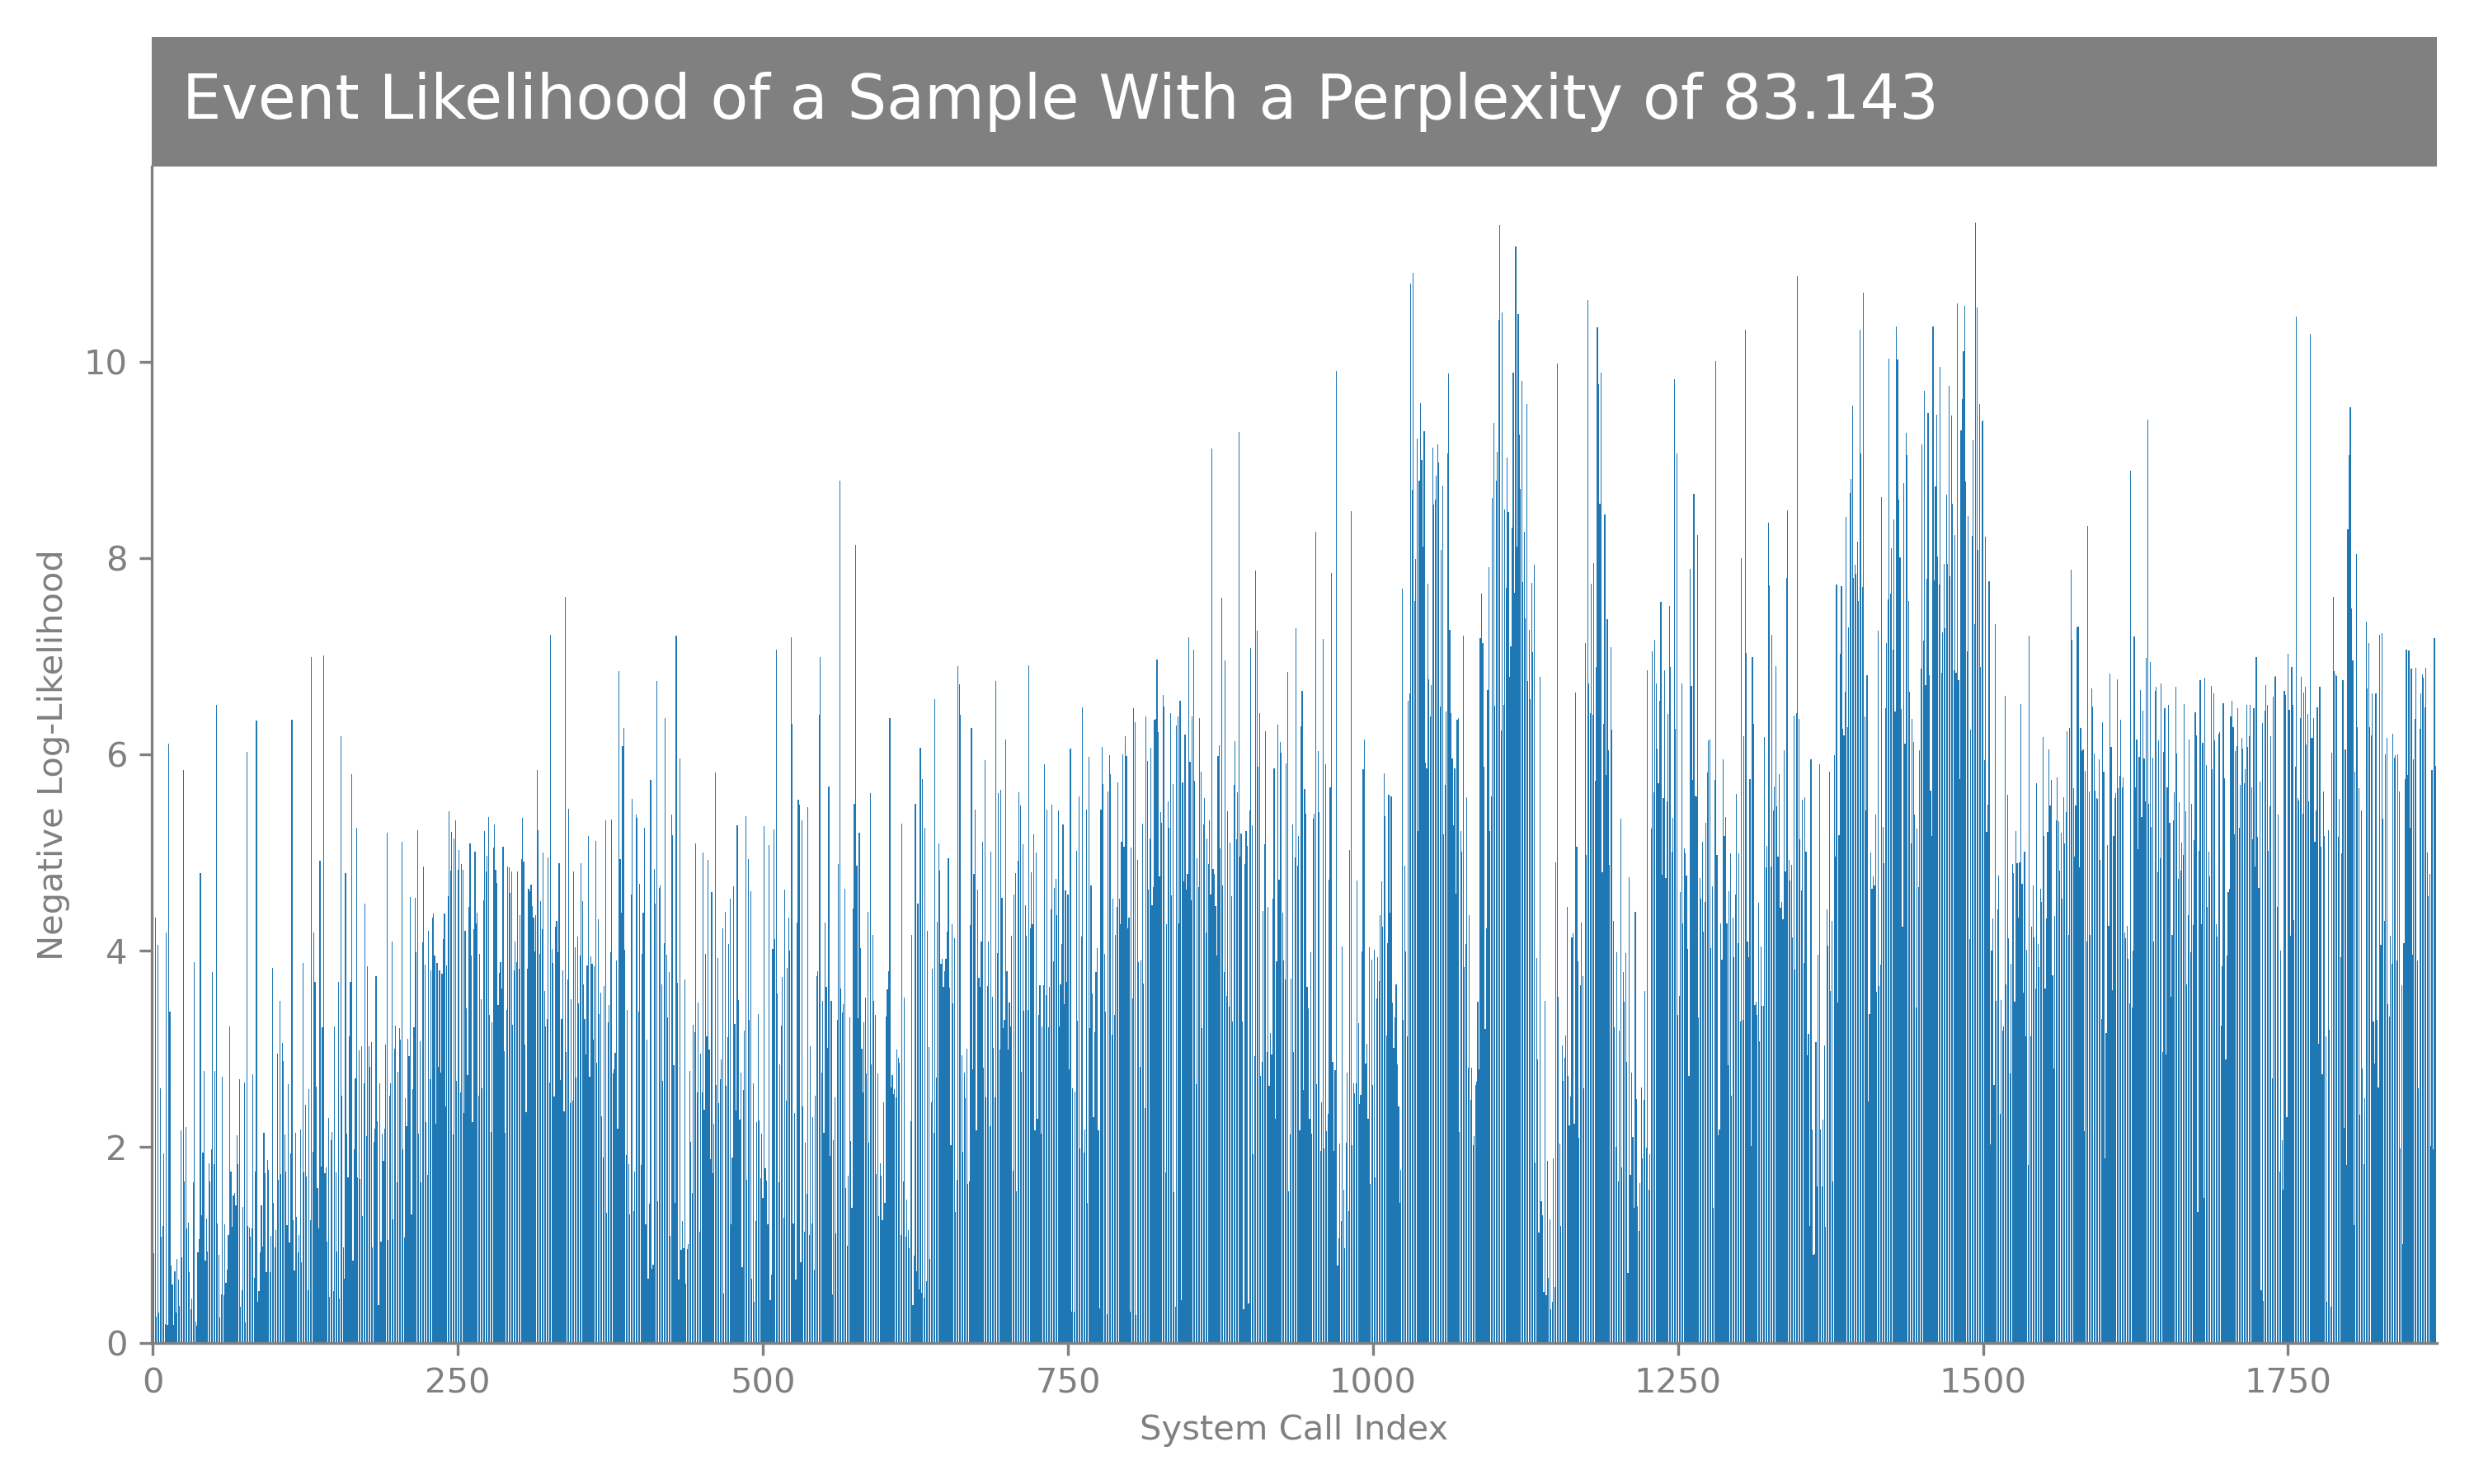 Event Likelihood of a Sample With a Perplexity of 83.143
Negative Log-Likelihood
10
8
6
4
2
0
0 250 500 750 1000 1250 1500 1750
System Call Index